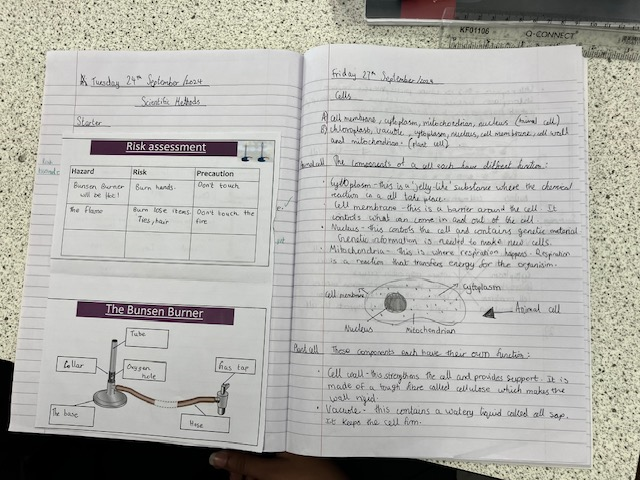 KF01106
Q-CONNECT
Tuesday 24th September/2024
Scientific Methods
Starter
Risk assessment
Hazard Risk Precaution
Bunsen Burner will be Hot! Burn hands. Don't touch
The Flame Burn lose items. Ties, hair Don't touch the fire
The Bunsen Burner
Tube
Collar
Oxygen hole
Gas tap
The base
Hose
Friday 27th September/2024
Cells
A) cell membrane, cytoplasm, mitochondrian, nucleus (animal cell)
B) chloroplash, vacuole, cytoplasm, nucleus, cell membrane, cell wall
and mitochondrian. (plant cell)
Animal cell The components of a cell each have different function:
• Cytoplasm - this is a 'jelly-like' substance where the chemical
reaction in a cell take place.
Cell membrane - this is a barrier around the cell. It
controls what can come in and out of the cell
• Nucleus - this controls the cell and contains genetic material
Genetic information is needed to make new cells.
• Mitochondria - this is where respiration happens. Respiration
is a reaction that transfers energy for the organism.
Cell membrane
Cytoplasm
Animal cell
Nucleus
Mitochondrian
Plant cell These components each have their own function:
• Cell wall - this strengthens the cell and provides support. It is
made of a tough fibre called cellulose which makes the
wall rigid.
• Vacuole - this contains a watery liquid called cell sap.
It keeps the cell firm.